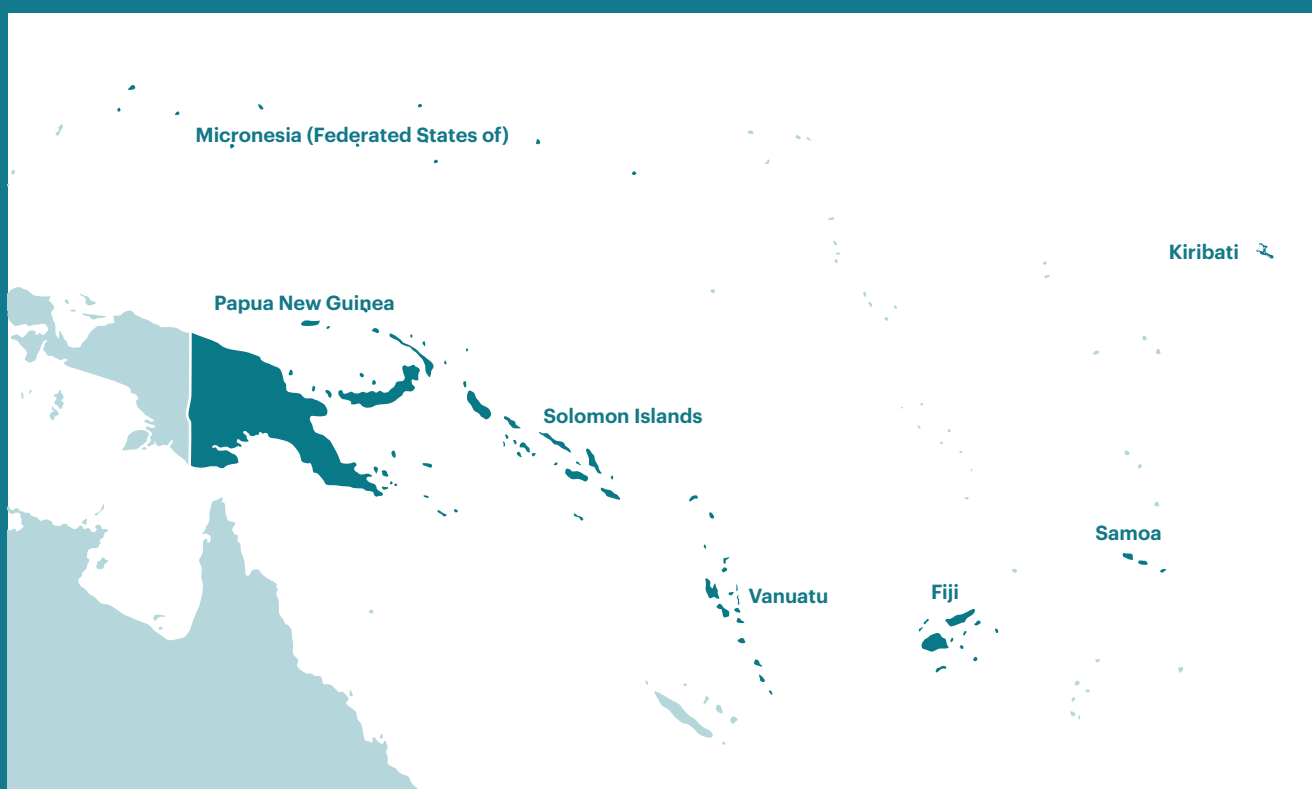 Micronesia (Federated States of)
Kiribati
Papua New Guinea
Solomon Islands
Samoa
Fiji
Vanuatu